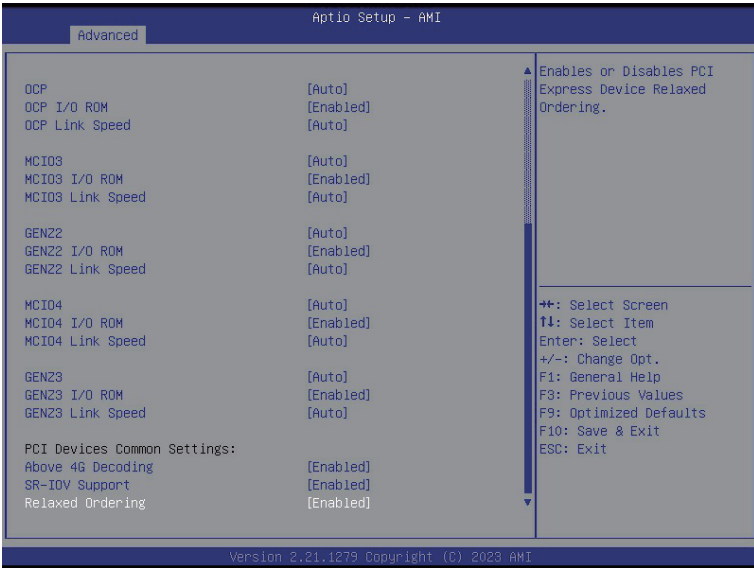 Aptio Setup – AMI
Advanced
OCP [Auto]
OCP I/O ROM [Enabled]
OCP Link Speed [Auto]
MCIO3 [Auto]
MCIO3 I/O ROM [Enabled]
MCIO3 Link Speed [Auto]
GENZ2 [Auto]
GENZ2 I/O ROM [Enabled]
GENZ2 Link Speed [Auto]
MCIO4 [Auto]
MCIO4 I/O ROM [Enabled]
MCIO4 Link Speed [Auto]
GENZ3 [Auto]
GENZ3 I/O ROM [Enabled]
GENZ3 Link Speed [Auto]
PCI Devices Common Settings:
Above 4G Decoding [Enabled]
SR-IOV Support [Enabled]
Relaxed Ordering [Enabled]
Enables or Disables PCI
Express Device Relaxed
Ordering.
→←: Select Screen
↑↓: Select Item
Enter: Select
+/-: Change Opt.
F1: General Help
F3: Previous Values
F9: Optimized Defaults
F10: Save & Exit
ESC: Exit
Version 2.21.1279 Copyright (C) 2023 AMI